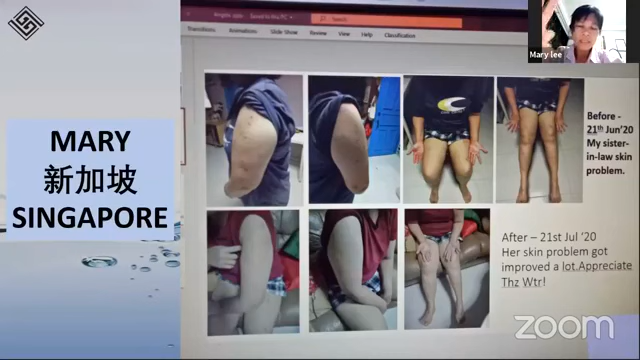 Search
Transitions
Animations
Slide Show
Review
View
Help
Classification
Mary lee
MARY
新加坡
SINGAPORE
Before -
21th Jun'20
My sister-
in-law skin
problem.
After – 21st Jul '20
Her skin problem got
improved a lot.Appreciate
Thz Wtr!
zoom